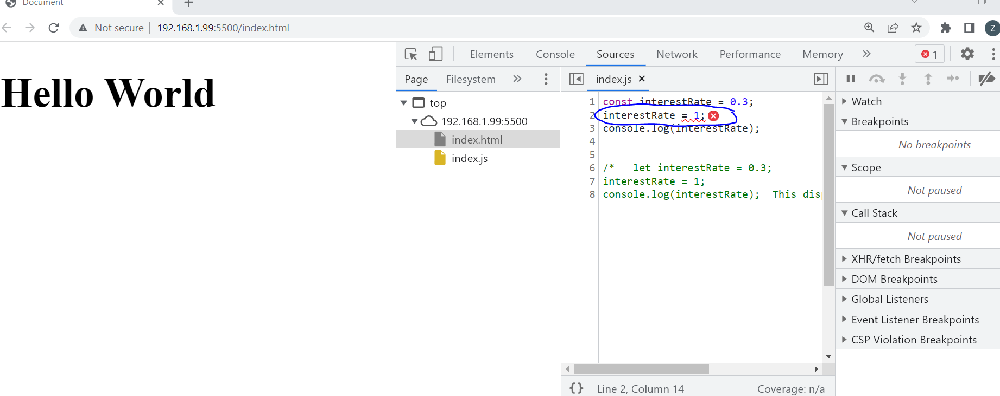 Document
Not secure 192.168.1.99:5500/index.html Z
Elements Console Sources Network Performance Memory 1
Page Filesystem index.js
Hello World
top
192.168.1.99:5500
index.html
index.js
1 const interestRate = 0.3;
2 interestRate = 1;
3 console.log(interestRate);
4
5
6 /* let interestRate = 0.3;
7 interestRate = 1;
8 console.log(interestRate); This disp
{} Line 2, Column 14 Coverage: n/a
Watch
Breakpoints
No breakpoints
Scope
Not paused
Call Stack
Not paused
XHR/fetch Breakpoints
DOM Breakpoints
Global Listeners
Event Listener Breakpoints
CSP Violation Breakpoints